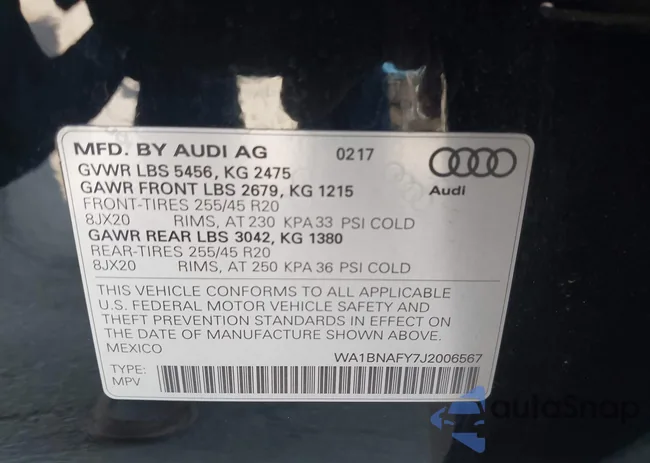 MFD. BY AUDI AG 0217
GVWR LBS 5456, KG 2475
GAWR FRONT LBS 2679, KG 1215
Audi
FRONT-TIRES 255/45 R20
8JX20 RIMS, AT 230 KPA 33 PSI COLD
GAWR REAR LBS 3042, KG 1380
REAR-TIRES 255/45 R20
8JX20 RIMS, AT 250 KPA 36 PSI COLD
THIS VEHICLE CONFORMS TO ALL APPLICABLE
U.S. FEDERAL MOTOR VEHICLE SAFETY AND
THEFT PREVENTION STANDARDS IN EFFECT ON
THE DATE OF MANUFACTURE SHOWN ABOVE.
MEXICO WA1BNAFY7J2006567
TYPE:
MPV
autoSnap